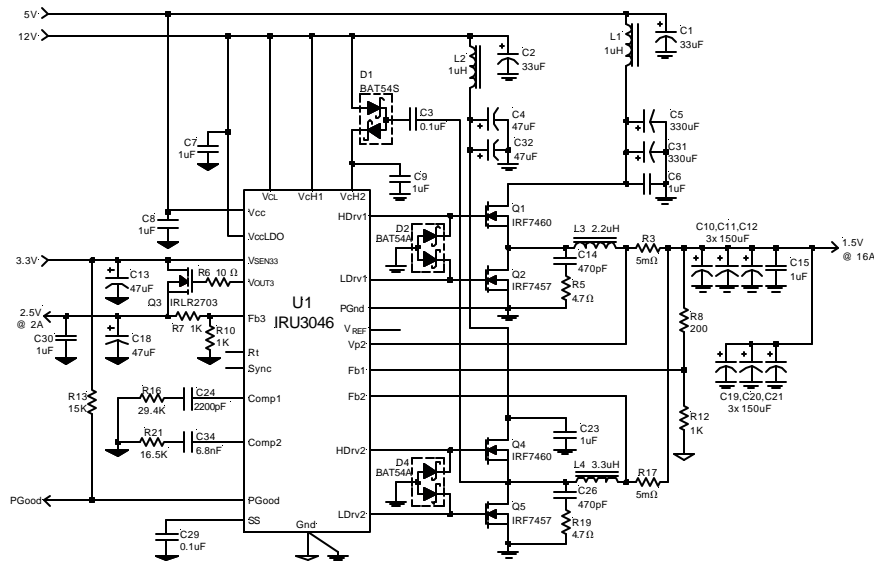 5V
12V
L2
1uH
C2
33uF
L1
1uH
C1
33uF
D1
BAT54S
C3
0.1uF
C4
47uF
C32
47uF
C5
330uF
C31
330uF
C6
1uF
C7
1uF
C9
1uF
C8
1uF
VCL
VCH1
VCH2
Vcc
VccLDO
HDrv1
D2
BAT54A
Q1
IRF7460
L3 2.2uH
R3
5mΩ
C10,C11,C12
3x 150uF
C15
1uF
1.5V
@ 16A
3.3V
C13
47uF
R6 10 Ω
Q3
IRLR2703
VSEN33
VOUT3
U1
IRU3046
LDrv1
Q2
IRF7457
C14
470pF
R5
4.7Ω
PGnd
VREF
Vp2
Fb1
Fb2
2.5V
@ 2A
C30
1uF
C18
47uF
R7 1K
R10
1K
Fb3
Rt
Sync
R8
200
C19,C20,C21
3x 150uF
R12
1K
R13
15K
R16
29.4K
C24
2200pF
Comp1
R21
16.5K
C34
6.8nF
Comp2
HDrv2
D4
BAT54A
Q4
IRF7460
C23
1uF
L4 3.3uH
R17
5mΩ
C26
470pF
R19
4.7Ω
Q5
IRF7457
LDrv2
PGood
PGood
SS
Gnd
C29
0.1uF